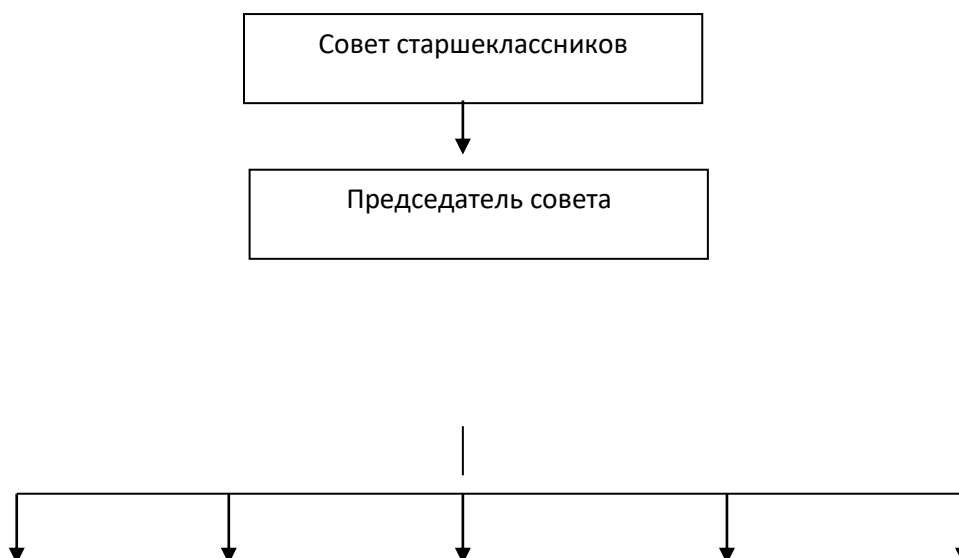 Совет старшеклассников
Председатель совета